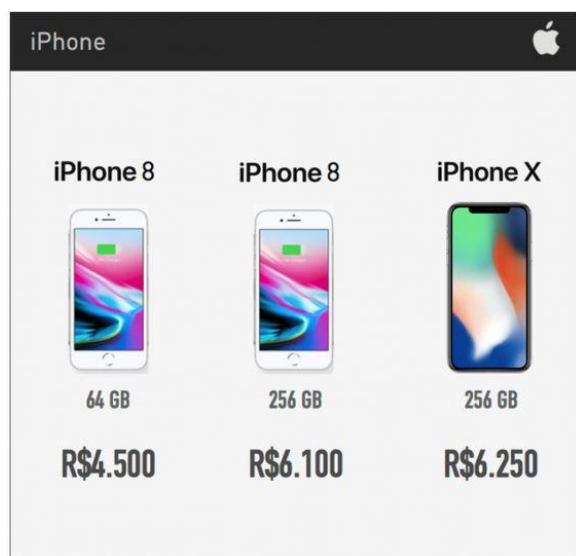 iPhone
iPhone 8
iPhone 8
iPhone X
64 GB
256 GB
256 GB
R$4.500
R$6.100
R$6.250